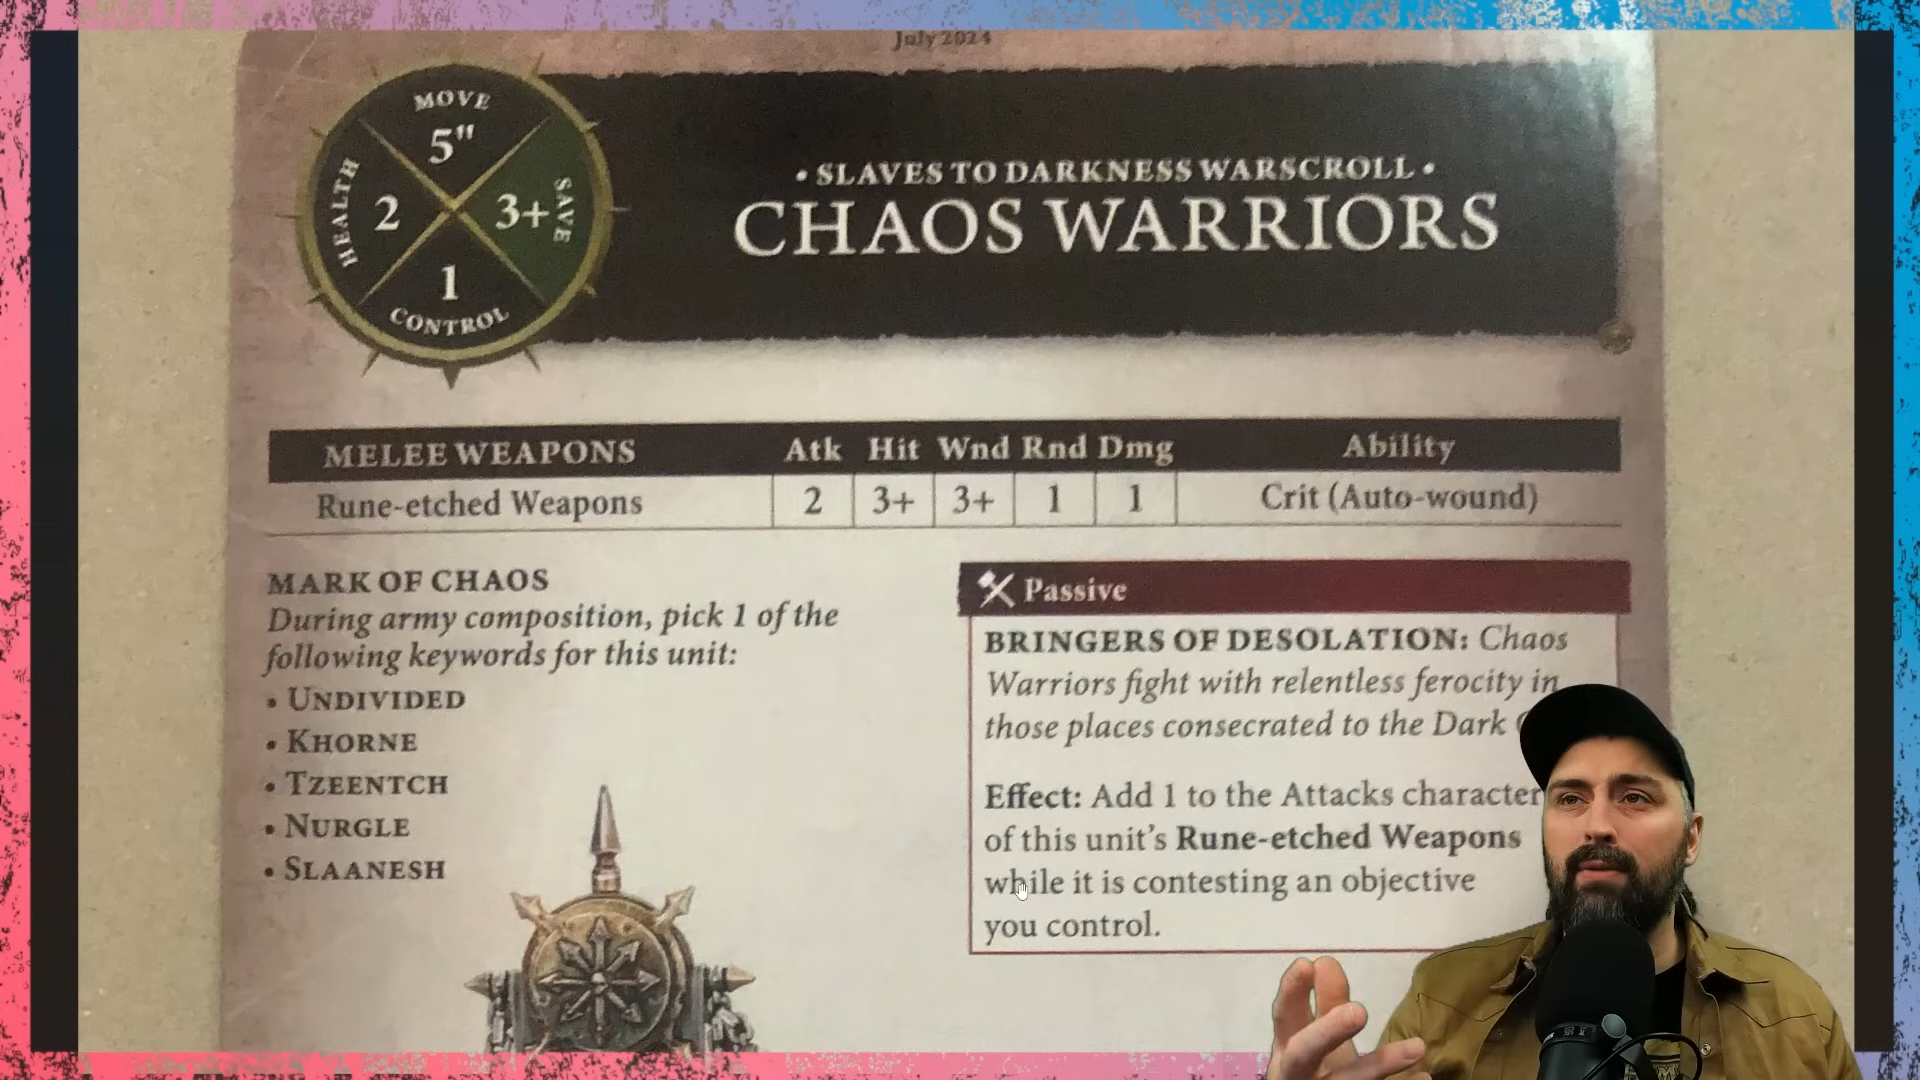 July 2024
MOVE
5"
HEALTH
2
3+
SAVE
1
CONTROL
• SLAVES TO DARKNESS WARSCROLL •
CHAOS WARRIORS
MELEE WEAPONS Atk Hit Wnd Rnd Dmg Ability
Rune-etched Weapons 2 3+ 3+ 1 1 Crit (Auto-wound)
MARK OF CHAOS
During army composition, pick 1 of the
following keywords for this unit:
• UNDIVIDED
• KHORNE
• TZEENTCH
• NURGLE
• SLAANESH
Passive
BRINGERS OF DESOLATION: Chaos
Warriors fight with relentless ferocity in
those places consecrated to the Dark
Effect: Add 1 to the Attacks character
of this unit's Rune-etched Weapons
while it is contesting an objective
you control.